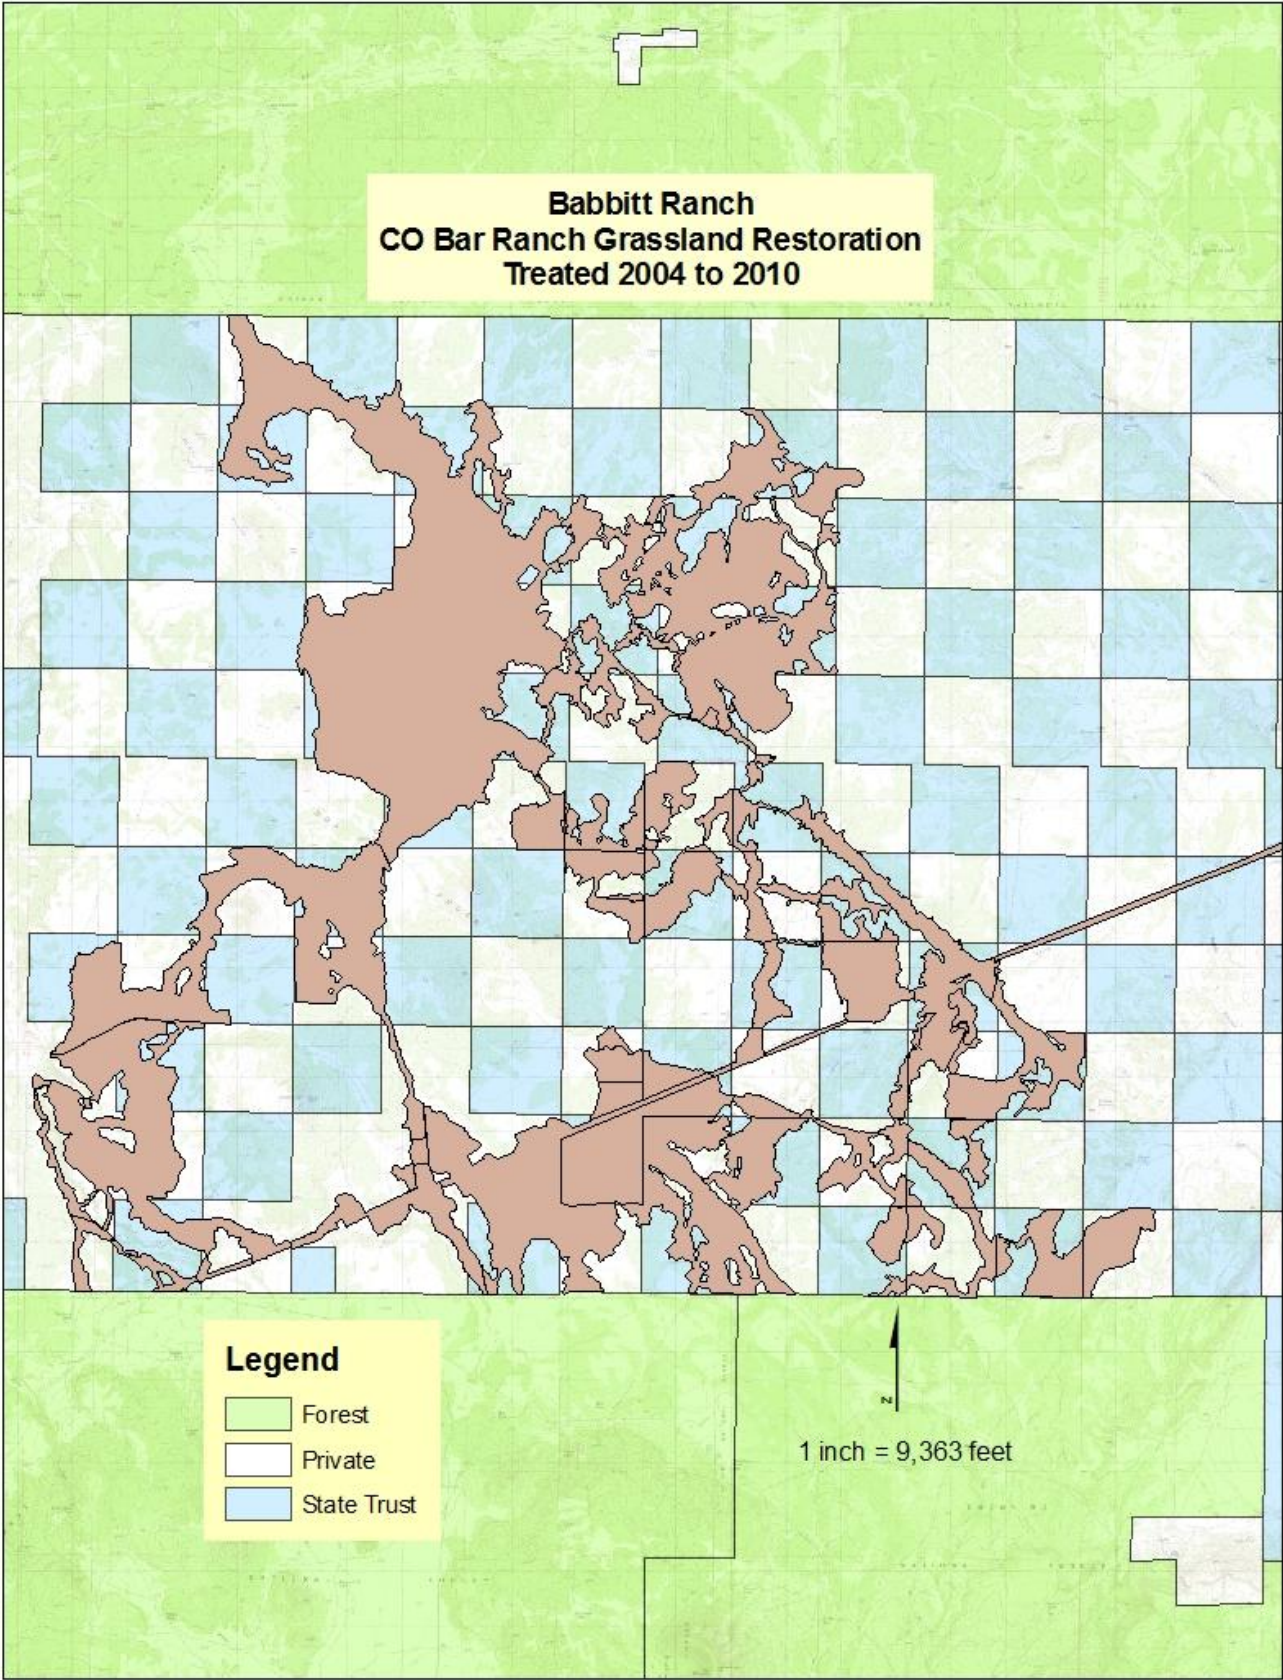 Babbitt Ranch
CO Bar Ranch Grassland Restoration
Treated 2004 to 2010
Legend
Forest
Private
State Trust
N
1 inch = 9,363 feet